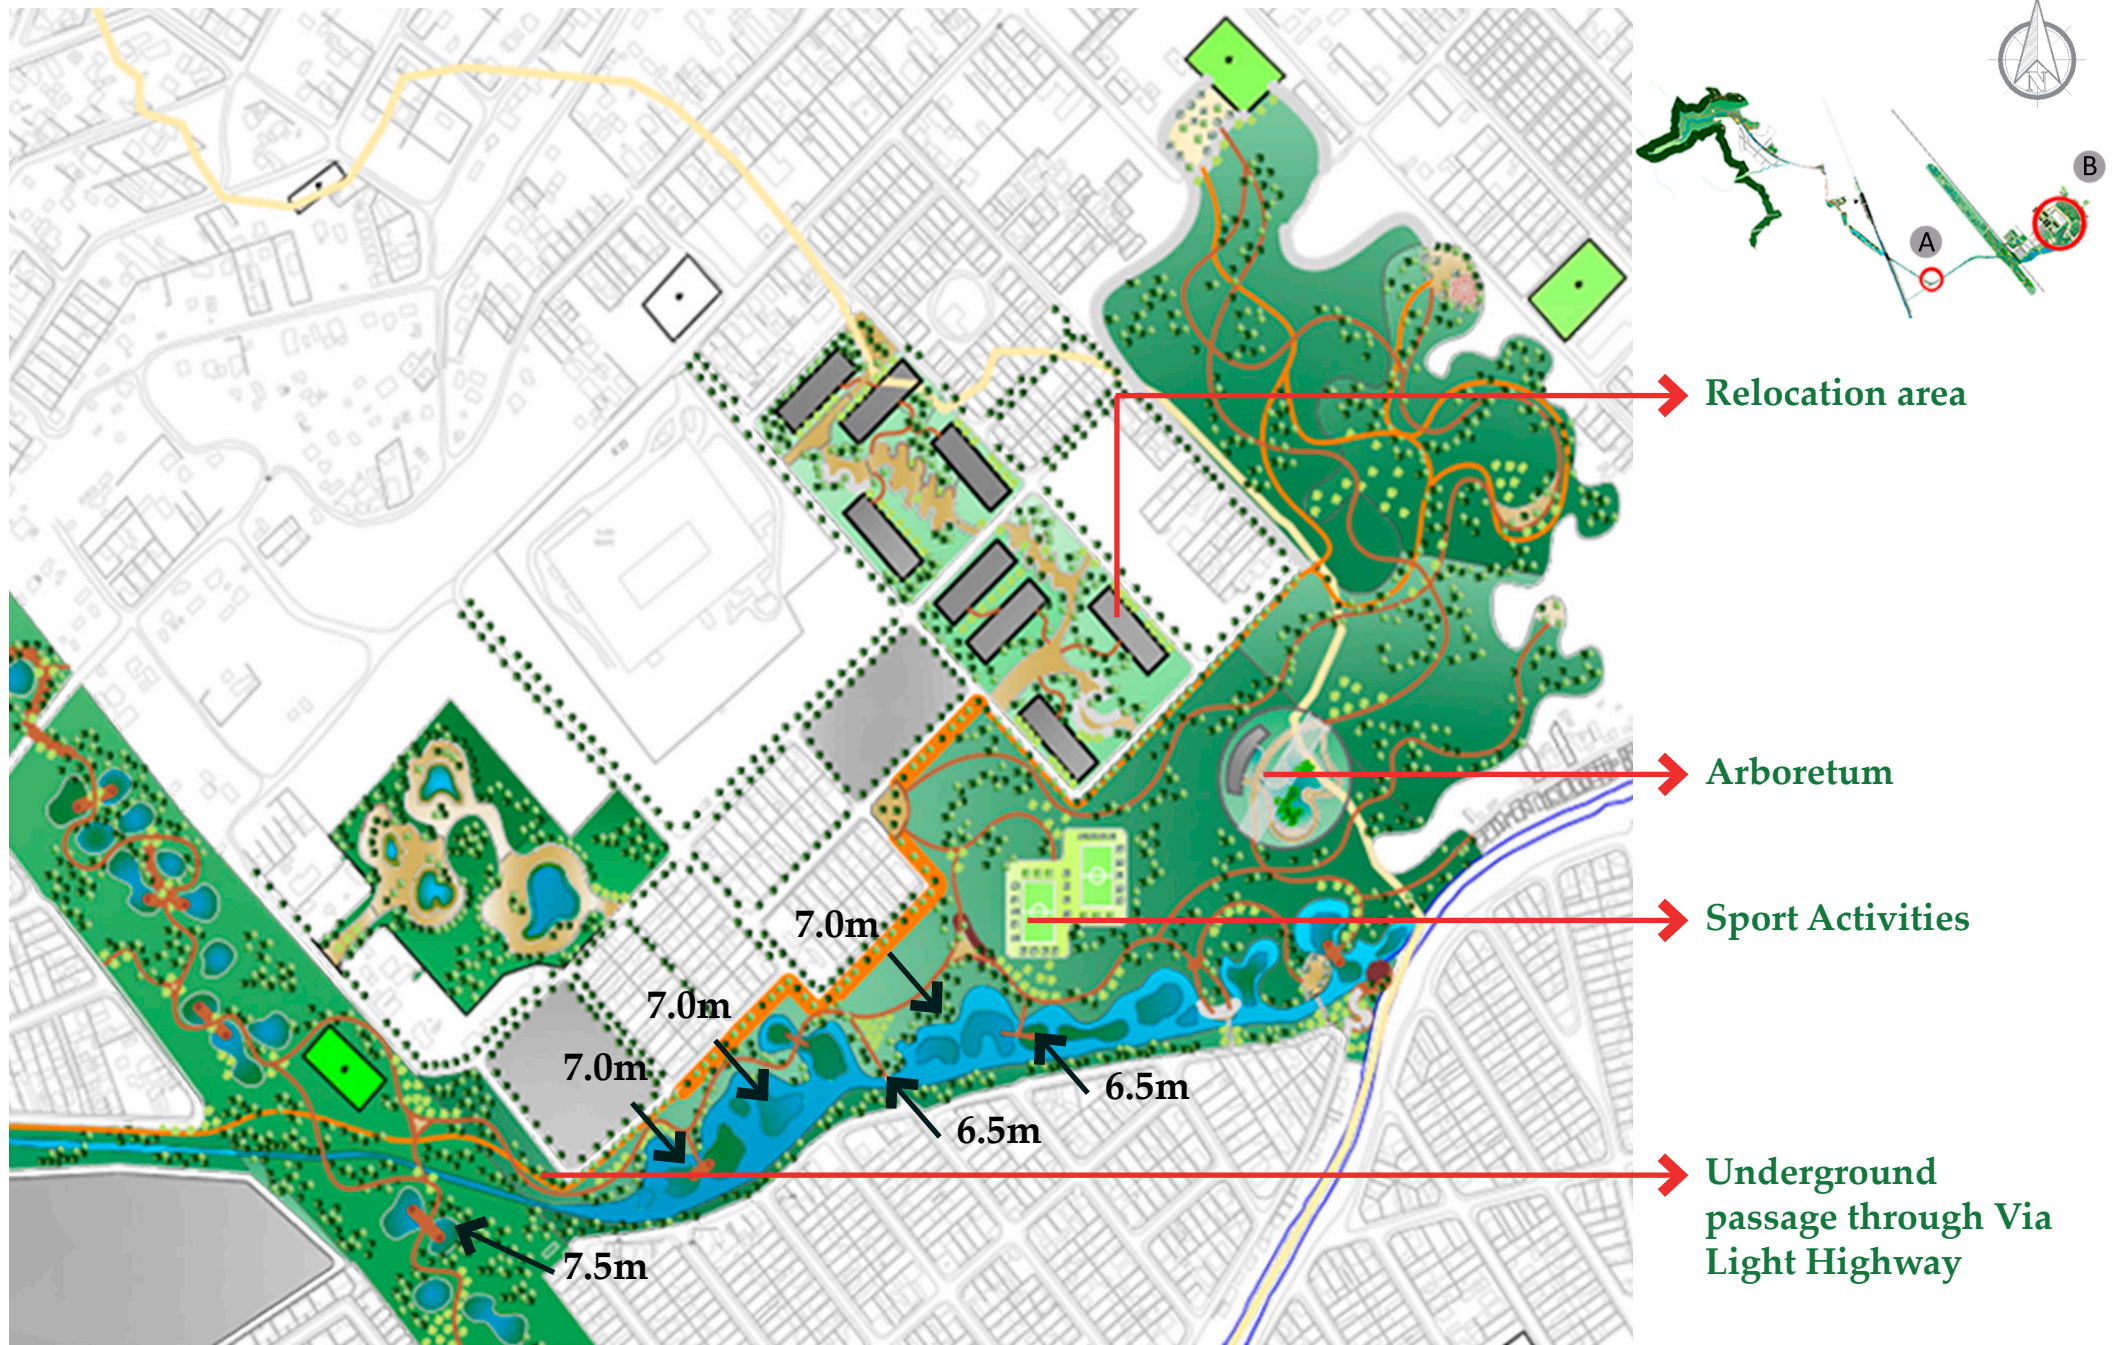 N
B
A
Relocation area
Arboretum
Sport Activities
7.0m
7.0m
7.0m
6.5m
6.5m
Underground
passage through Via
Light Highway
7.5m